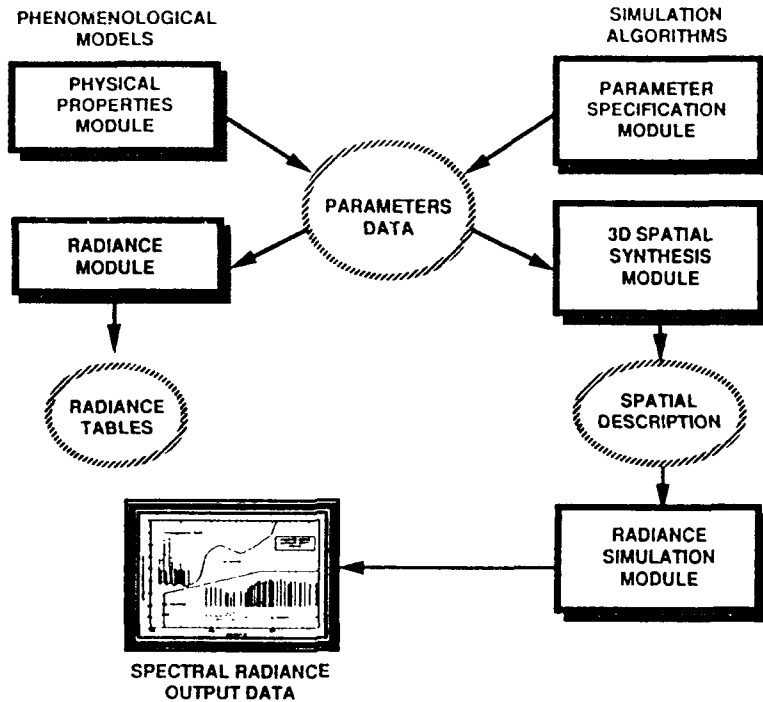 PHENOMENOLOGICAL
MODELS
SIMULATION
ALGORITHMS
PHYSICAL
PROPERTIES
MODULE
PARAMETER
SPECIFICATION
MODULE
PARAMETERS
DATA
RADIANCE
MODULE
3D SPATIAL
SYNTHESIS
MODULE
RADIANCE
TABLES
SPATIAL
DESCRIPTION
RADIANCE
SIMULATION
MODULE
SPECTRAL RADIANCE
OUTPUT DATA